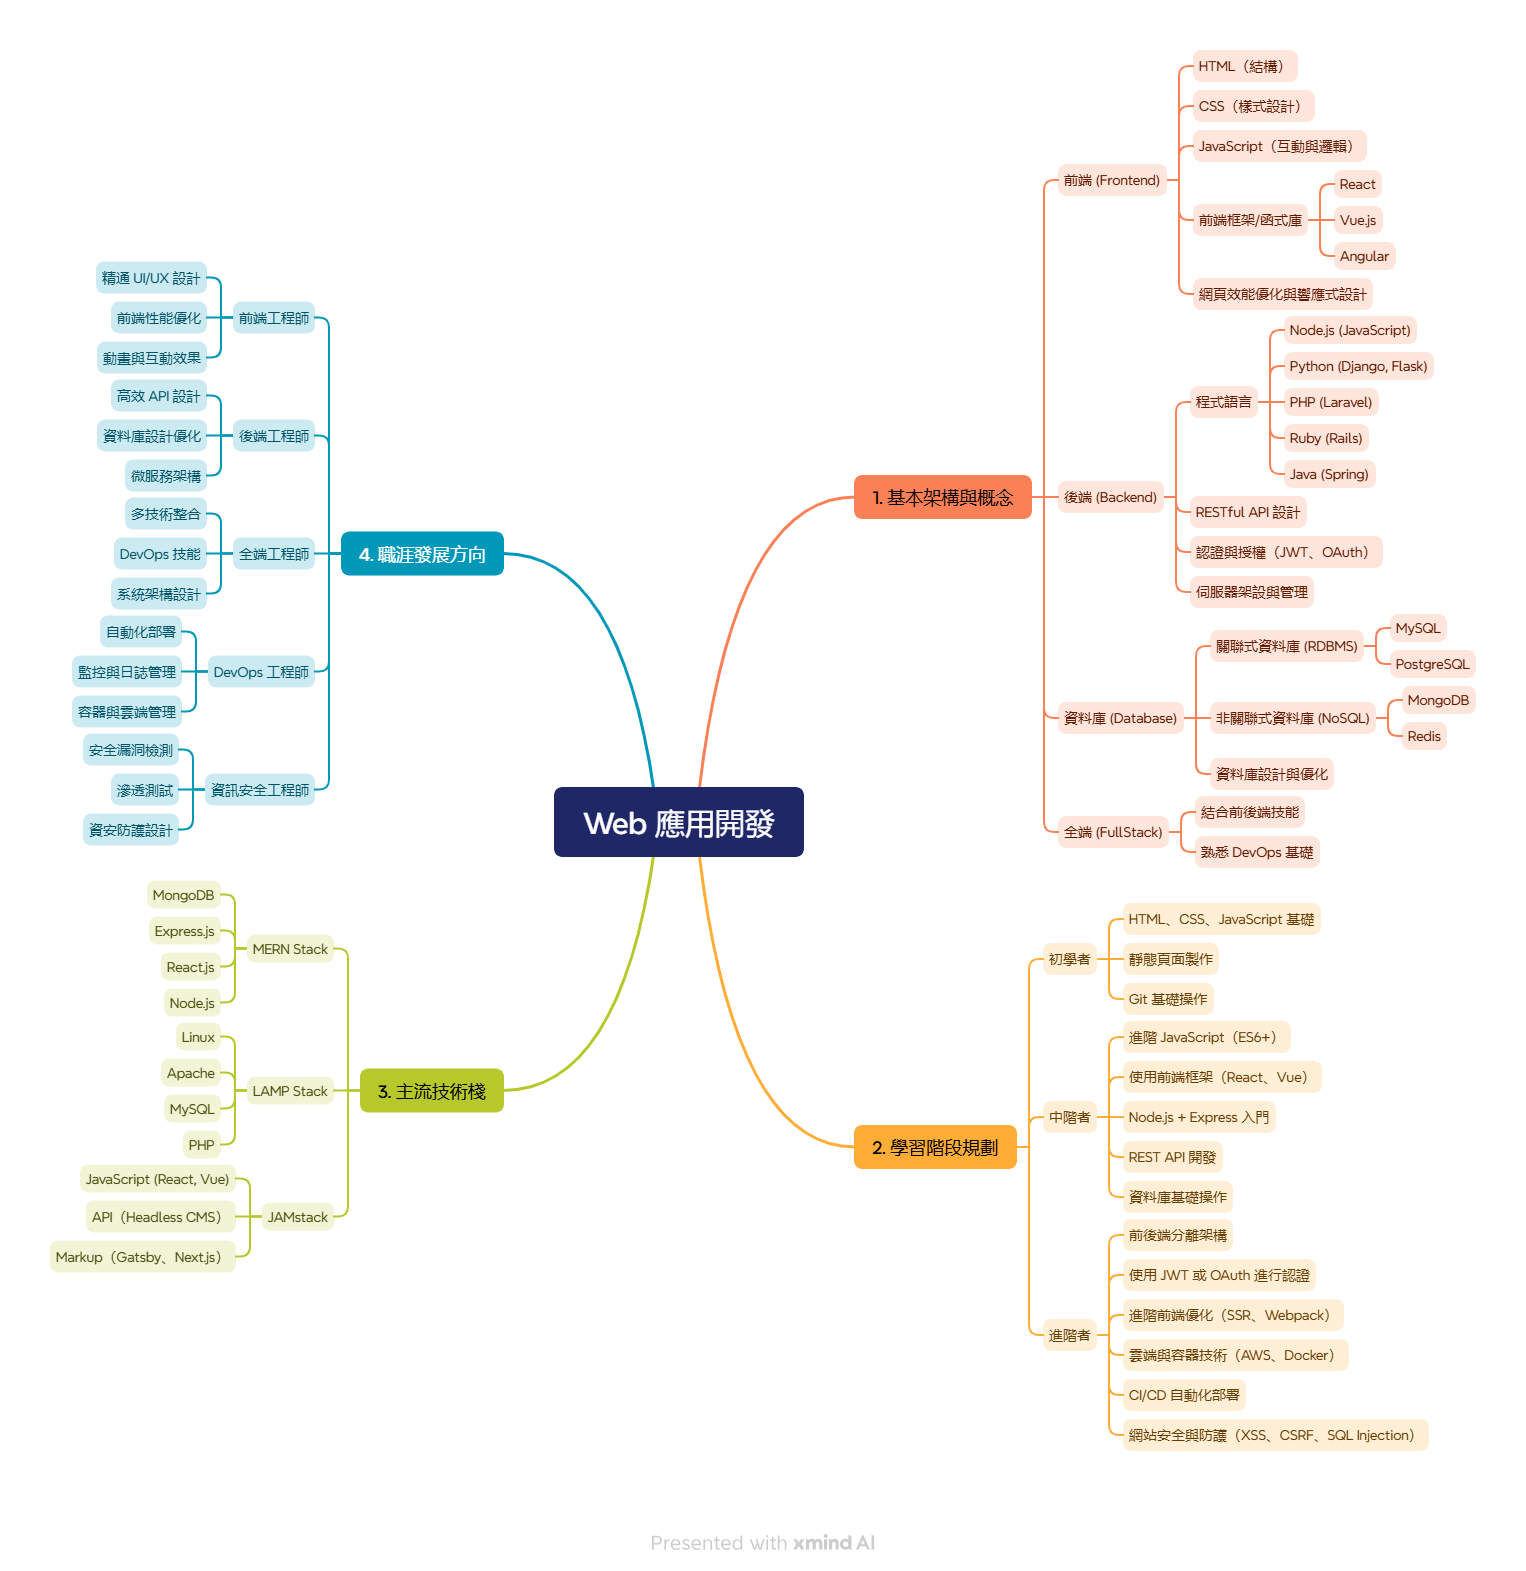 Web 應用開發
1. 基本架構與概念
前端 (Frontend)
HTML（結構）
CSS（樣式設計）
JavaScript（互動與邏輯）
前端框架/函式庫
React
Vue.js
Angular
網頁效能優化與響應式設計
後端 (Backend)
程式語言
Node.js (JavaScript)
Python (Django, Flask)
PHP (Laravel)
Ruby (Rails)
Java (Spring)
RESTful API 設計
認證與授權（JWT、OAuth）
伺服器架設與管理
資料庫 (Database)
關聯式資料庫 (RDBMS)
MySQL
PostgreSQL
非關聯式資料庫 (NoSQL)
MongoDB
Redis
資料庫設計與優化
全端 (FullStack)
結合前後端技能
熟悉 DevOps 基礎
2. 學習階段規劃
初學者
HTML、CSS、JavaScript 基礎
靜態頁面製作
Git 基礎操作
中階者
進階 JavaScript（ES6+）
使用前端框架（React、Vue）
Node.js + Express 入門
REST API 開發
資料庫基礎操作
進階者
前後端分離架構
使用 JWT 或 OAuth 進行認證
進階前端優化（SSR、Webpack）
雲端與容器技術（AWS、Docker）
CI/CD 自動化部署
網站安全與防護（XSS、CSRF、SQL Injection）
3. 主流技術棧
MERN Stack
MongoDB
Express.js
React.js
Node.js
LAMP Stack
Linux
Apache
MySQL
PHP
JAMstack
JavaScript (React, Vue)
API（Headless CMS）
Markup（Gatsby、Next.js）
4. 職涯發展方向
前端工程師
精通 UI/UX 設計
前端性能優化
動畫與互動效果
後端工程師
高效 API 設計
資料庫設計優化
微服務架構
全端工程師
多技術整合
DevOps 技能
系統架構設計
DevOps 工程師
自動化部署
監控與日誌管理
容器與雲端管理
資訊安全工程師
安全漏洞檢測
滲透測試
資安防護設計
Presented with xmind AI